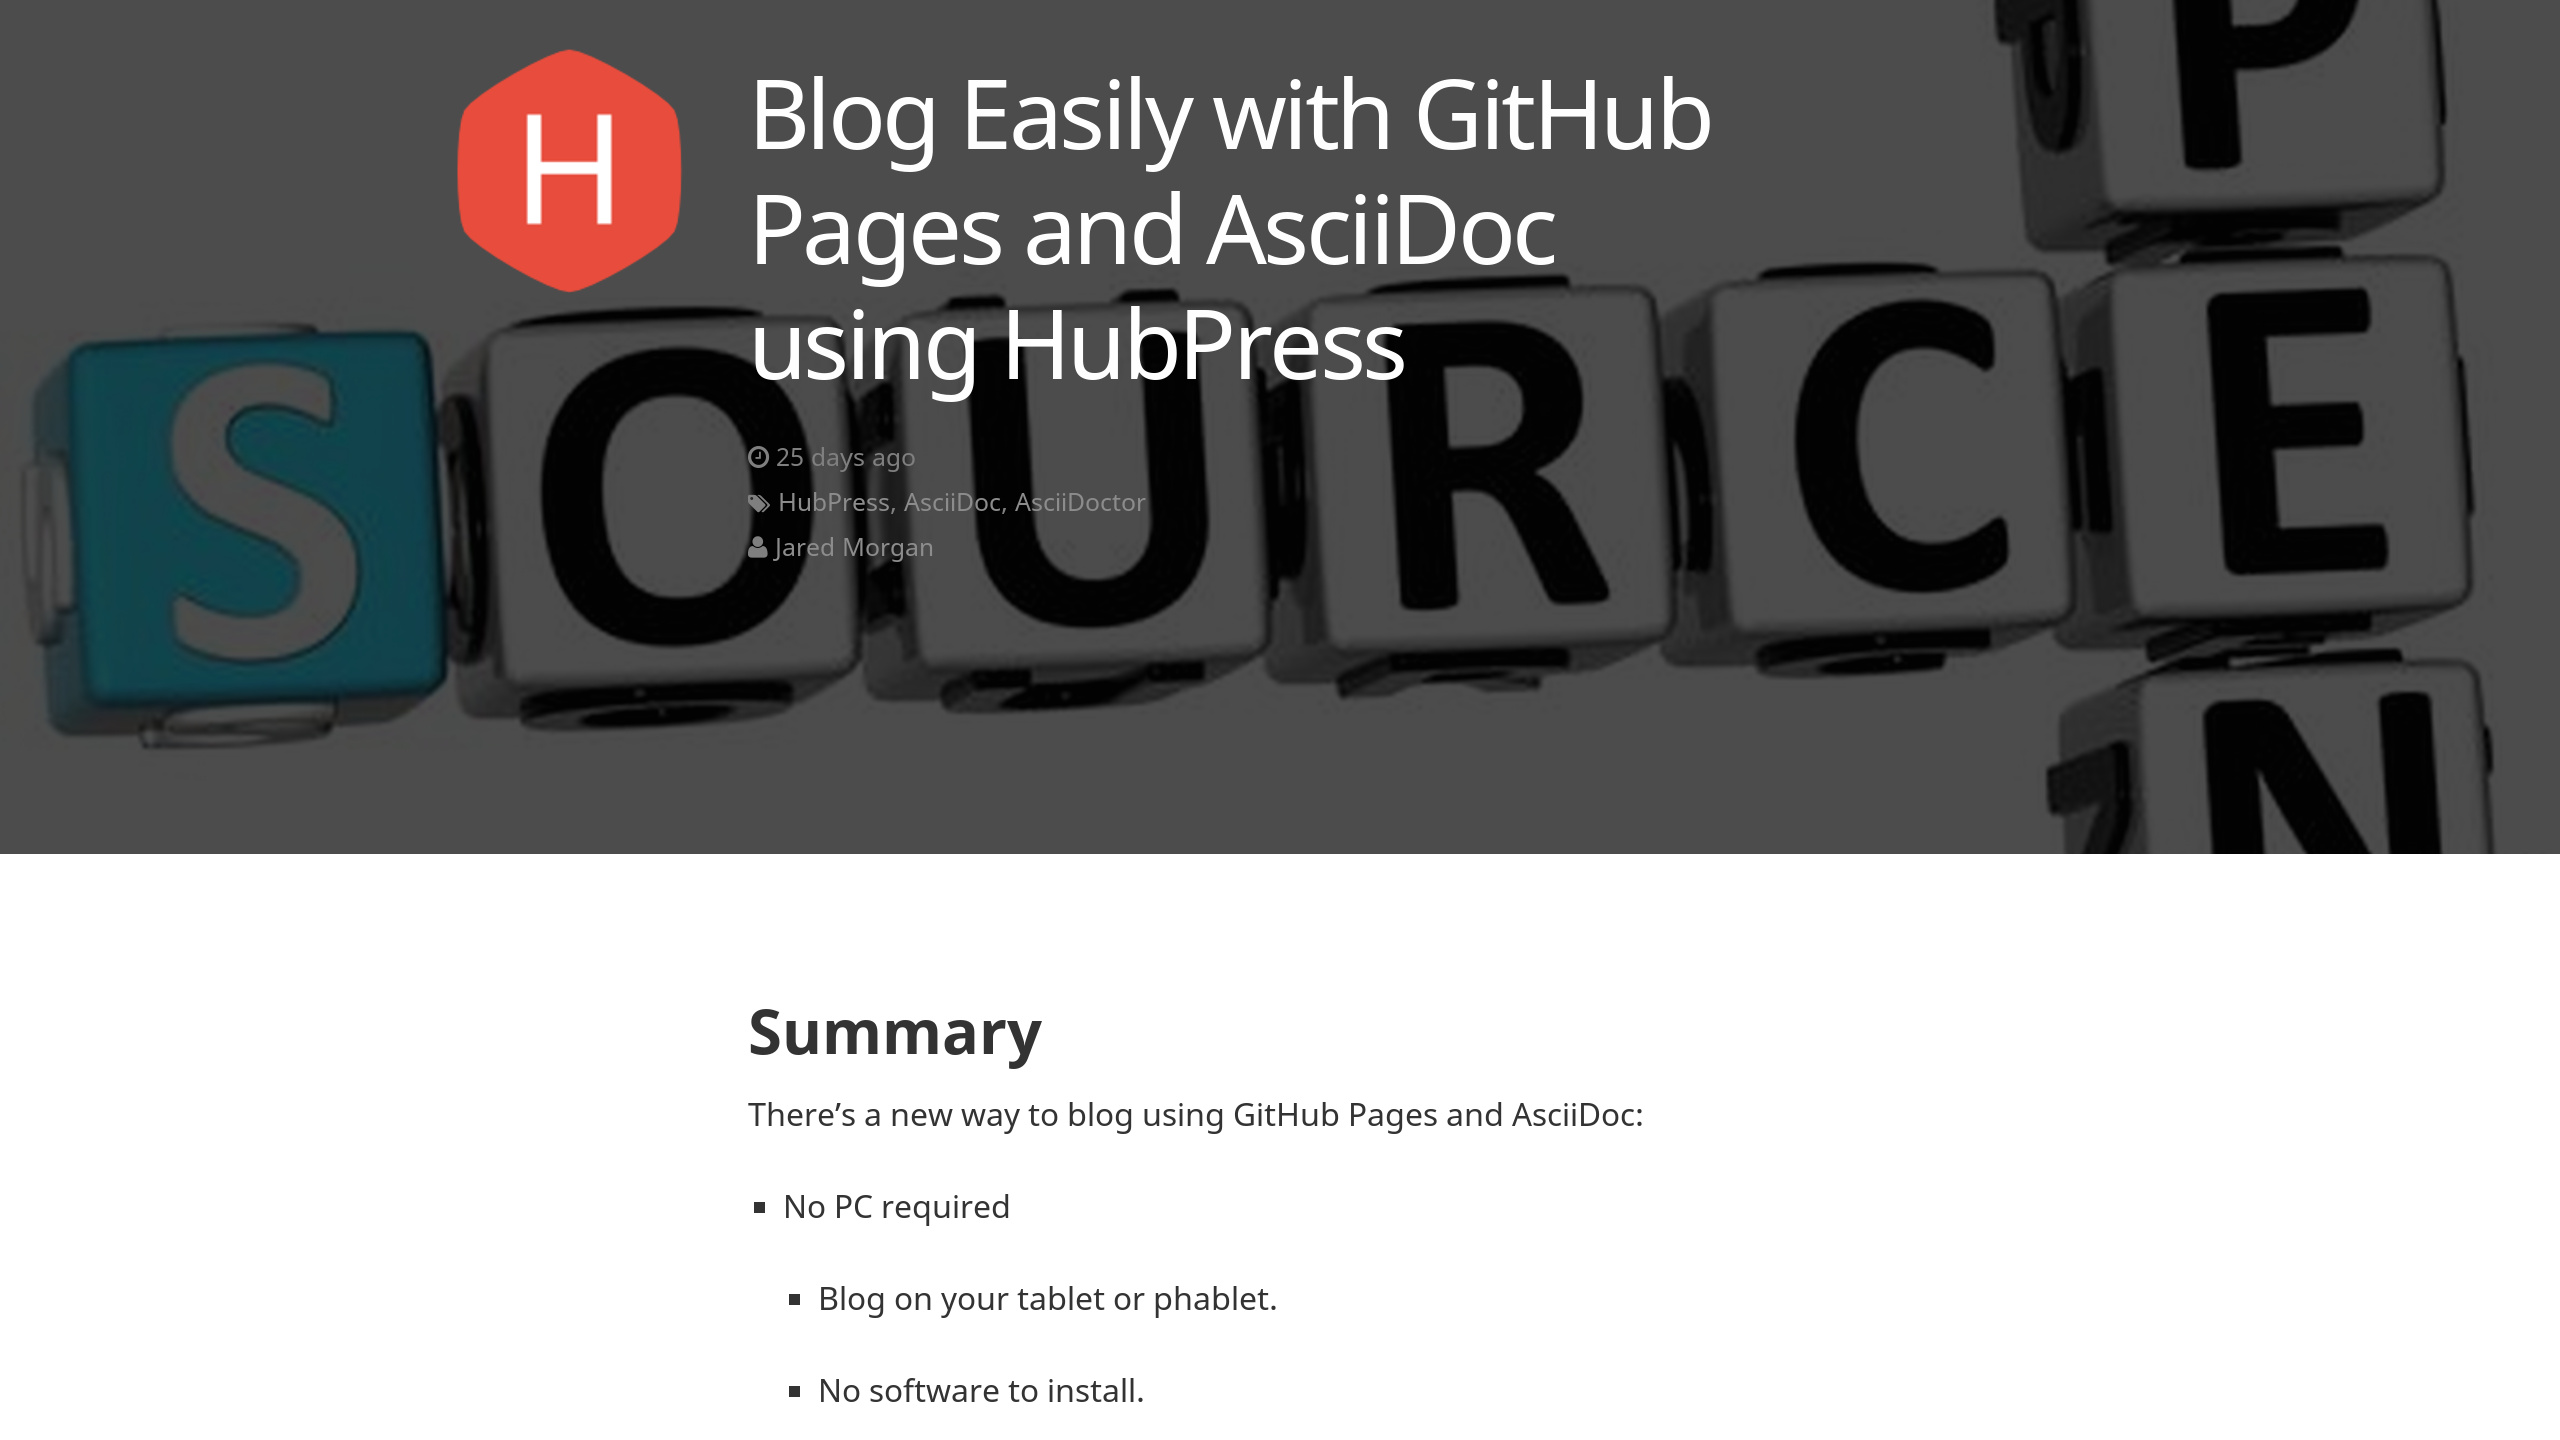 P
H
Blog Easily with GitHub
Pages and AsciiDoc
using HubPress
SOURCE
25 days ago
HubPress, AsciiDoc, AsciiDoctor
Jared Morgan
N
Summary
There’s a new way to blog using GitHub Pages and AsciiDoc:
▪ No PC required
▪ Blog on your tablet or phablet.
▪ No software to install.